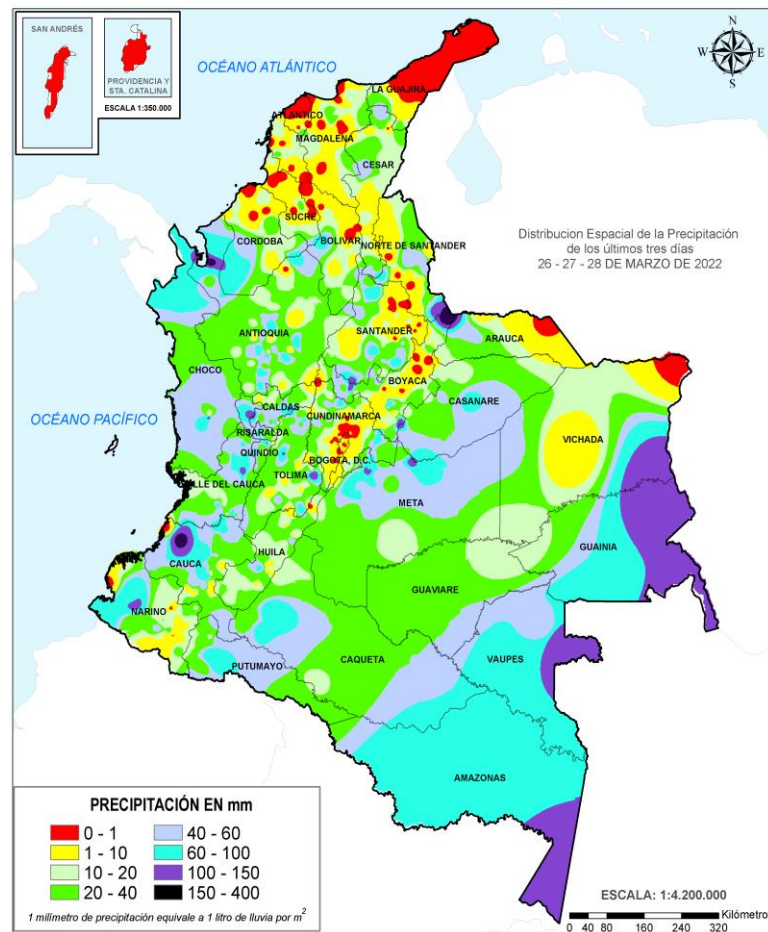 SAN ANDRÉS
PROVIDENCIA Y
STA. CATALINA
ESCALA 1:350.000
N
W
E
S
OCÉANO ATLÁNTICO
LA GUAJIRA
ATLANTICO
MAGDALENA
CESAR
SUCRE
CORDOBA
BOLIVAR
NORTE DE SANTANDER
Distribucion Espacial de la Precipitación
de los últimos tres días
26 - 27 - 28 DE MARZO DE 2022
ANTIOQUIA
SANTANDER
ARAUCA
CHOCO
BOYACA
CASANARE
OCÉANO PACÍFICO
CALDAS
CUNDINAMARCA
VICHADA
RISARALDA
QUINDÍO
BOGOTA, D.C.
TOLIMA
VALLE DEL CAUCA
META
GUAINIA
CAUCA
HUILA
GUAVIARE
NARIÑO
CAQUETA
VAUPES
PUTUMAYO
AMAZONAS
PRECIPITACIÓN EN mm
0 - 1
40 - 60
1 - 10
60 - 100
10 - 20
100 - 150
20 - 40
150 - 400
1 milímetro de precipitación equivale a 1 litro de lluvia por m²
ESCALA: 1:4.200.000
Kilómetro
0 40 80 160 240 320